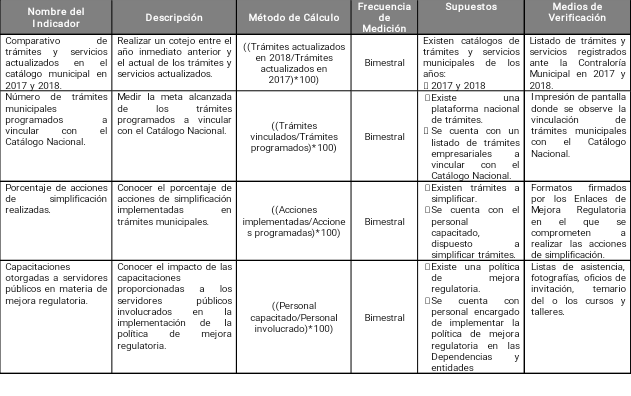 Nombre del
Indicador
Descripción
Método de Cálculo
Frecuencia
de
Medición
Supuestos
Medios de
Verificación
Comparativo de
trámites y servicios
actualizados en el
catálogo municipal en
2017 y 2018.
Realizar un cotejo entre el
año inmediato anterior y
el actual de los trámites y
servicios actualizados.
((Trámites actualizados
en 2018/Trámites
actualizados en
2017)*100)
Bimestral
Existen catálogos de
trámites y servicios
municipales de los
años:
▯ 2017 y 2018
Listado de trámites y
servicios registrados
ante la Contraloría
Municipal en 2017 y
2018.
Número de trámites
municipales
programados a
vincular con el
Catálogo Nacional.
Medir la meta alcanzada
de los trámites
programados a vincular
con el Catálogo Nacional.
((Trámites
vinculados/Trámites
programados)*100)
Bimestral
▯Existe una
plataforma nacional
de trámites.
▯Se cuenta con un
listado de trámites
empresariales a
vincular con el
Catálogo Nacional.
Impresión de pantalla
donde se observe la
vinculación de
trámites municipales
con el Catálogo
Nacional.
Porcentaje de acciones
de simplificación
realizadas.
Conocer el porcentaje de
acciones de simplificación
implementadas en
trámites municipales.
((Acciones
implementadas/Accione
s programadas)*100)
Bimestral
▯Existen trámites a
simplificar.
▯Se cuenta con el
personal
capacitado,
dispuesto a
simplificar trámites.
Formatos firmados
por los Enlaces de
Mejora Regulatoria
en el que se
comprometen a
realizar las acciones
de simplificación.
Capacitaciones
otorgadas a servidores
públicos en materia de
mejora regulatoria.
Conocer el impacto de las
capacitaciones
proporcionadas a los
servidores públicos
involucrados en la
implementación de la
política de mejora
regulatoria.
((Personal
capacitado/Personal
involucrado)*100)
Bimestral
▯Existe una política
de mejora
regulatoria.
▯Se cuenta con
personal encargado
de implementar la
política de mejora
regulatoria en las
Dependencias y
entidades
Listas de asistencia,
fotografías, oficios de
invitación, temario
del o los cursos y
talleres.